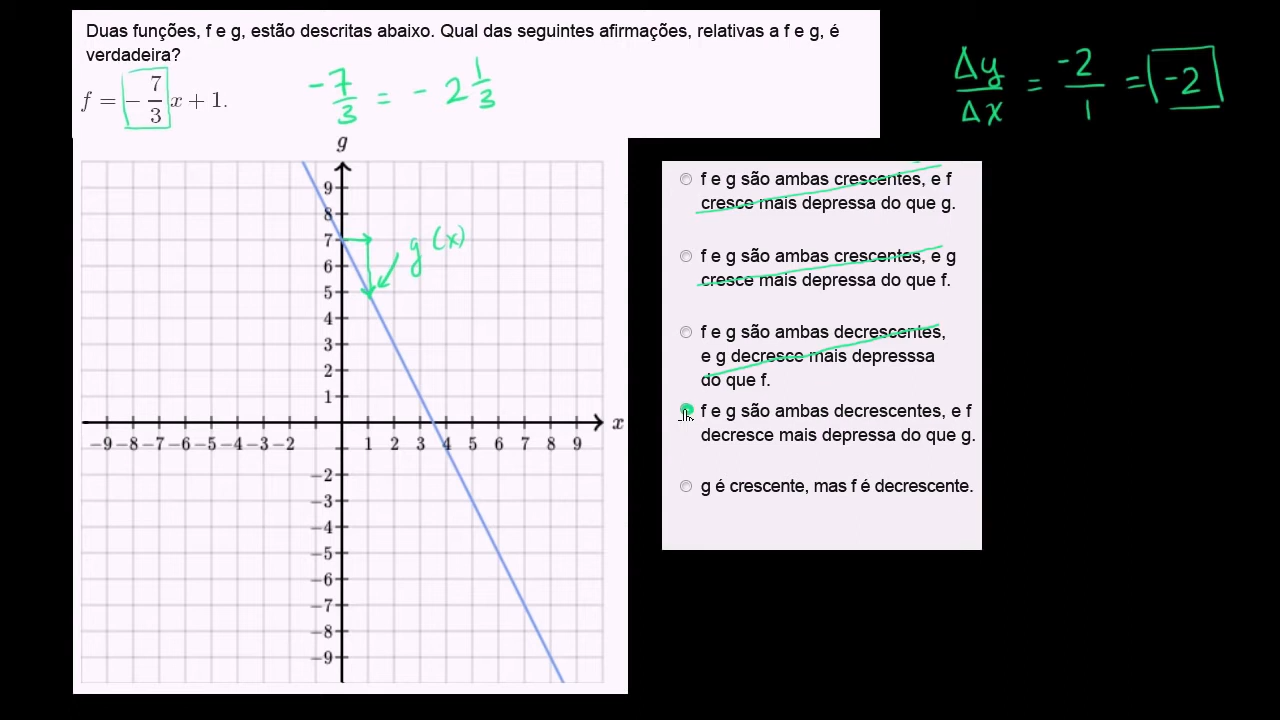 Duas funções, f e g, estão descritas abaixo. Qual das seguintes afirmações, relativas a f e g, é
verdadeira?
f = -7/3 x + 1.
-7/3 = -2 1/3
Δy/Δx = -2/1 = -2
g
9
8
7
6
5
4
3
2
1
g(x)
-9 -8 -7 -6 -5 -4 -3 -2 1 2 3 4 5 6 7 8 9 x
-2
-3
-4
-5
-6
-7
-8
-9
f e g são ambas crescentes, e f
cresce mais depressa do que g.
f e g são ambas crescentes, e g
cresce mais depressa do que f.
f e g são ambas decrescentes,
e g decresce mais depresssa
do que f.
f e g são ambas decrescentes, e f
decresce mais depressa do que g.
g é crescente, mas f é decrescente.